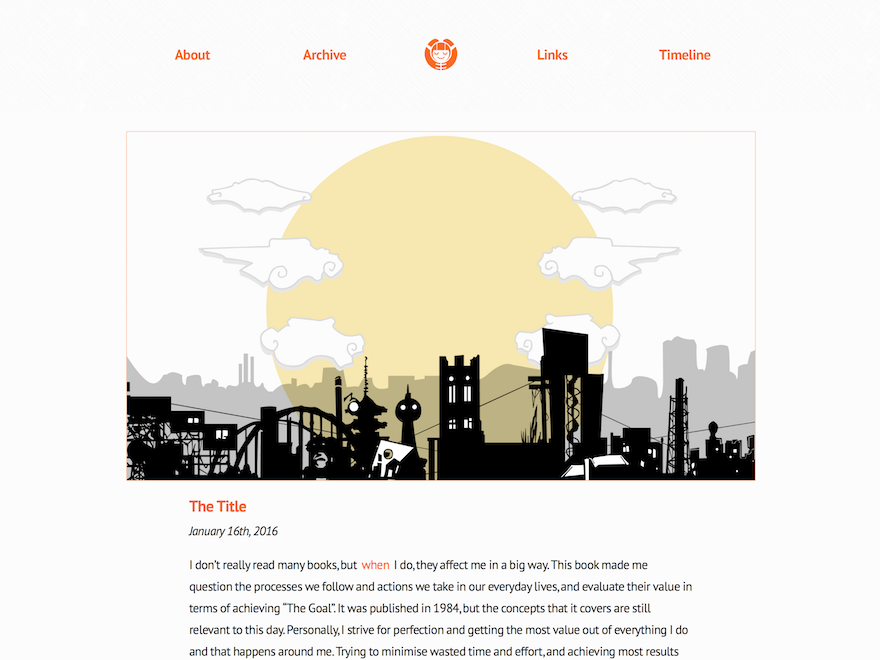 About Archive Links Timeline
The Title
January 16th, 2016
I don’t really read many books, but when I do, they affect me in a big way. This book made me
question the processes we follow and actions we take in our everyday lives, and evaluate their value in
terms of achieving “The Goal”. It was published in 1984, but the concepts that it covers are still
relevant to this day. Personally, I strive for perfection and getting the most value out of everything I do
and that happens around me. Trying to minimise wasted time and effort, and achieving most results